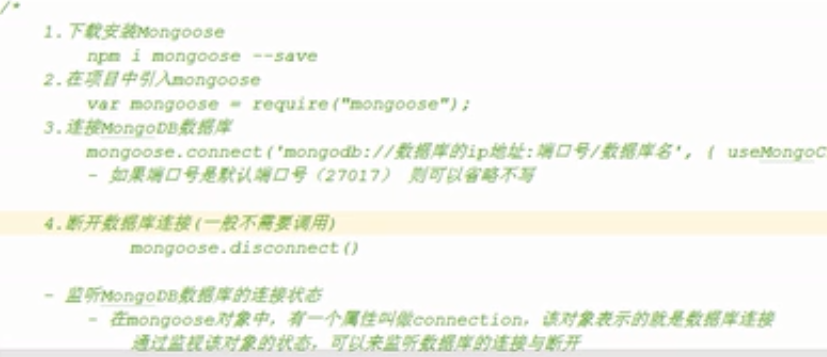 /*
1.下载安装Mongoose
npm i mongoose --save
2.在项目中引入mongoose
var mongoose = require("mongoose");
3.连接MongoDB数据库
mongoose.connect('mongodb://数据库的ip地址:端口号/数据库名', { useMongoC
- 如果端口号是默认端口号（27017） 则可以省略不写
4.断开数据库连接(一般不需要调用)
mongoose.disconnect()
- 监听MongoDB数据库的连接状态
- 在mongoose对象中，有一个属性叫做connection，该对象表示的就是数据库连接
通过监视该对象的状态，可以来监听数据库的连接与断开